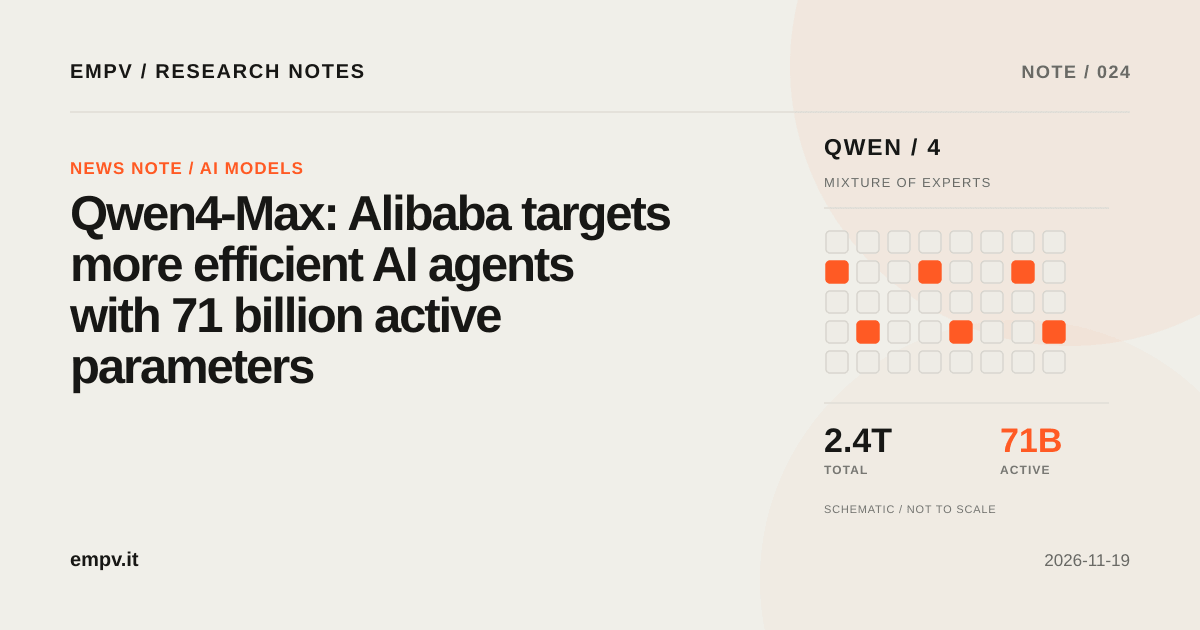 EMPV / RESEARCH NOTES
NOTE / 024
NEWS NOTE / AI MODELS
Qwen4-Max: Alibaba targets
more efficient AI agents
with 71 billion active
parameters
QWEN / 4
MIXTURE OF EXPERTS
2.4T
TOTAL
71B
ACTIVE
SCHEMATIC / NOT TO SCALE
empv.it
2026-11-19